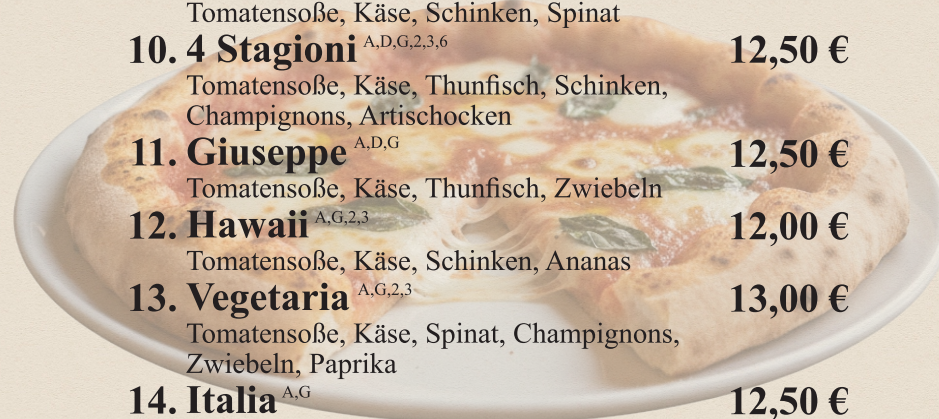 Tomatensoße, Käse, Schinken, Spinat
10. 4 Stagioni A,D,G,2,3,6 12,50 €
Tomatensoße, Käse, Thunfisch, Schinken,
Champignons, Artischocken
11. Giuseppe A,D,G 12,50 €
Tomatensoße, Käse, Thunfisch, Zwiebeln
12. Hawaii A,G,2,3 12,00 €
Tomatensoße, Käse, Schinken, Ananas
13. Vegetaria A,G,2,3 13,00 €
Tomatensoße, Käse, Spinat, Champignons,
Zwiebeln, Paprika
14. Italia A,G 12,50 €